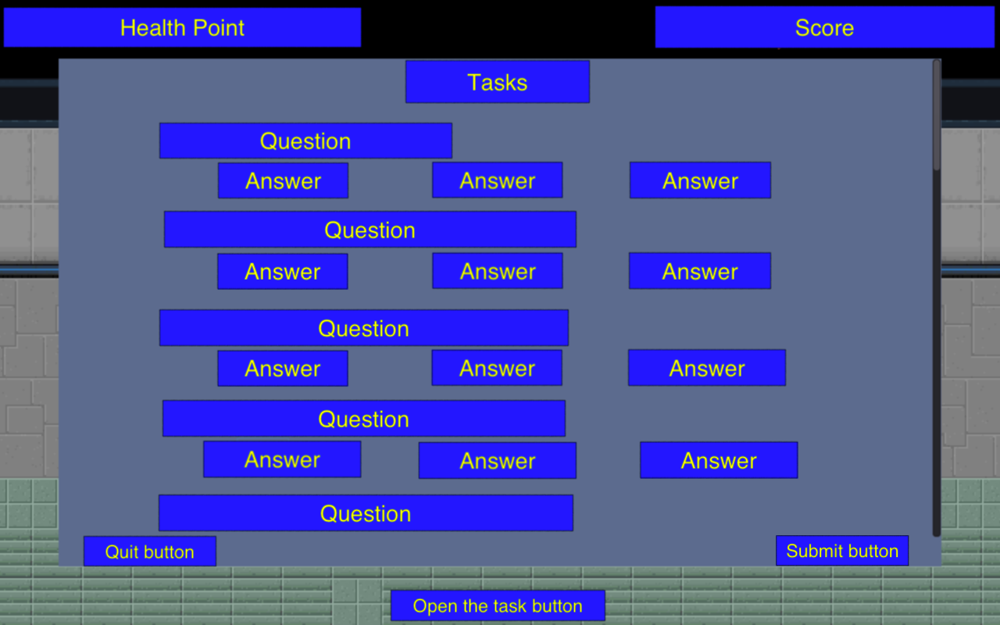 Health Point
Score
Tasks
Question
Answer
Answer
Answer
Question
Answer
Answer
Answer
Question
Answer
Answer
Answer
Question
Answer
Answer
Answer
Question
Quit button
Submit button
Open the task button